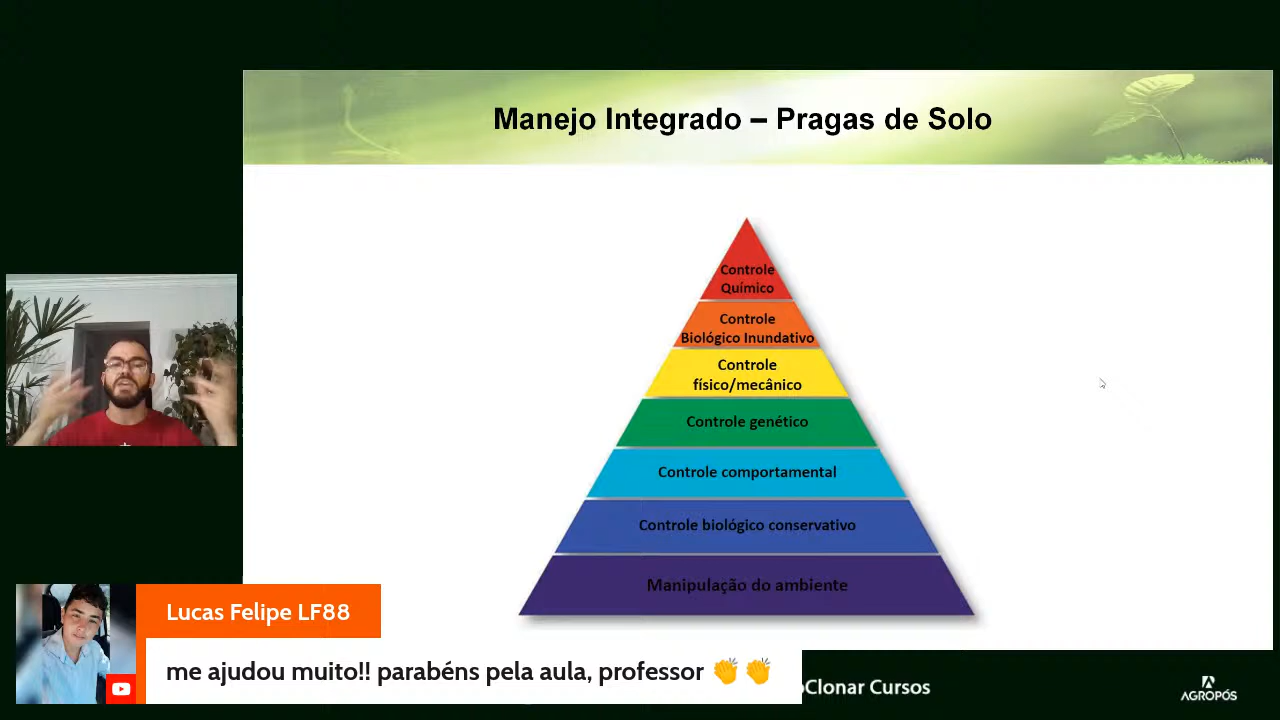 Manejo Integrado – Pragas de Solo
Controle
Químico
Controle
Biológico Inundativo
Controle
físico/mecânico
Controle genético
Controle comportamental
Controle biológico conservativo
Manipulação do ambiente
Lucas Felipe LF88
me ajudou muito!! parabéns pela aula, professor 👏 👏
Clonar Cursos
AGROPÓS